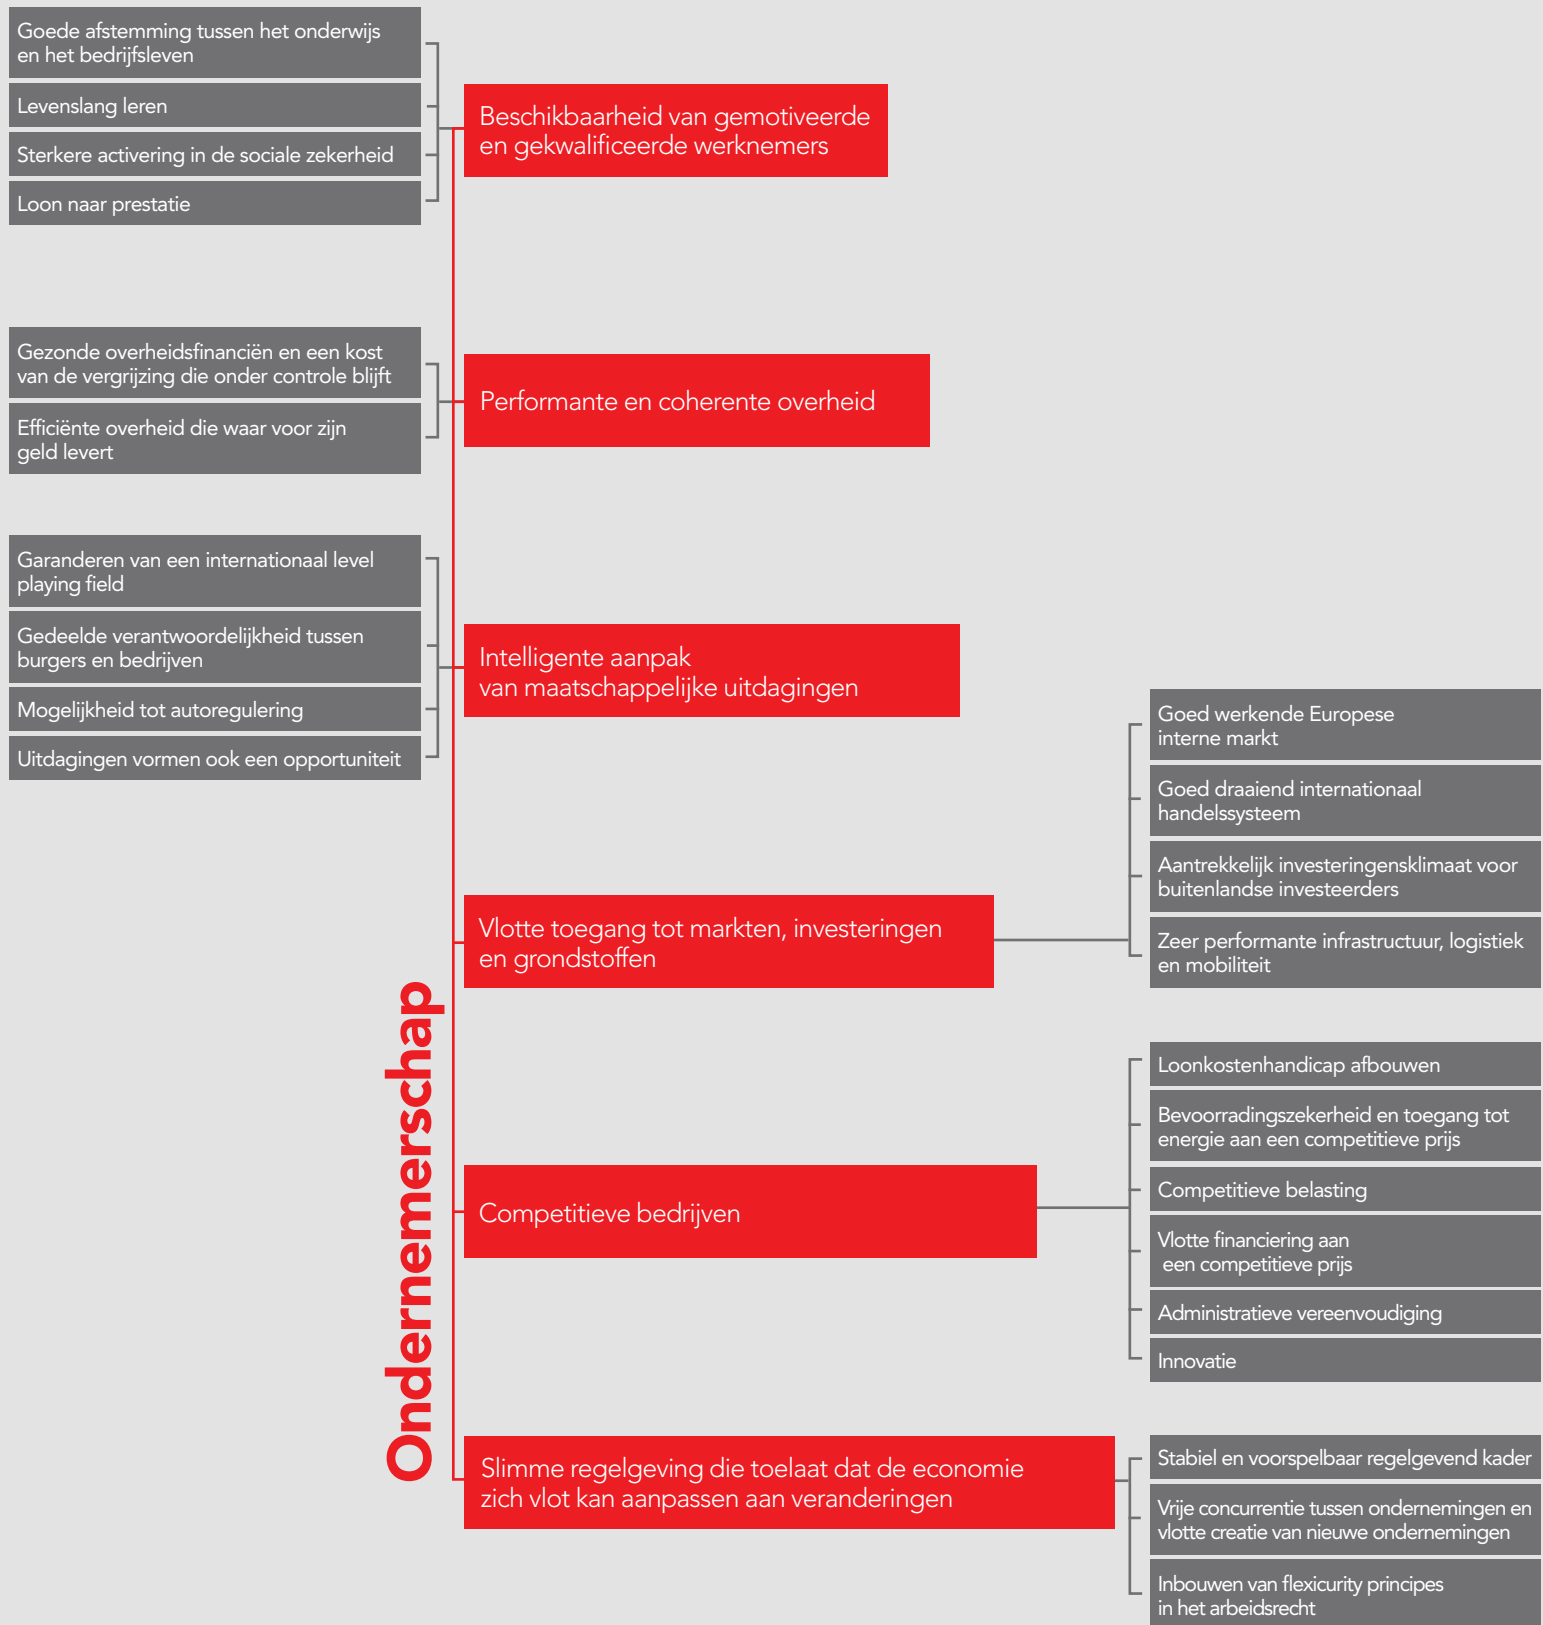 Goede afstemming tussen het onderwijs
en het bedrijfsleven
Levenslang leren
Sterkere activering in de sociale zekerheid
Loon naar prestatie
Beschikbaarheid van gemotiveerde
en gekwalificeerde werknemers
Gezonde overheidsfinanciën en een kost
van de vergrijzing die onder controle blijft
Efficiënte overheid die waar voor zijn
geld levert
Performante en coherente overheid
Garanderen van een internationaal level
playing field
Gedeelde verantwoordelijkheid tussen
burgers en bedrijven
Mogelijkheid tot autoregulering
Uitdagingen vormen ook een opportuniteit
Intelligente aanpak
van maatschappelijke uitdagingen
Vlotte toegang tot markten, investeringen
en grondstoffen
Goed werkende Europese
interne markt
Goed draaiend internationaal
handelssysteem
Aantrekkelijk investeringensklimaat voor
buitenlandse investeerders
Zeer performante infrastructuur, logistiek
en mobiliteit
Ondernemerschap
Competitieve bedrijven
Loonkostenhandicap afbouwen
Bevoorradingszekerheid en toegang tot
energie aan een competitieve prijs
Competitieve belasting
Vlotte financiering aan
een competitieve prijs
Administratieve vereenvoudiging
Innovatie
Slimme regelgeving die toelaat dat de economie
zich vlot kan aanpassen aan veranderingen
Stabiel en voorspelbaar regelgevend kader
Vrije concurrentie tussen ondernemingen en
vlotte creatie van nieuwe ondernemingen
Inbouwen van flexicurity principes
in het arbeidsrecht